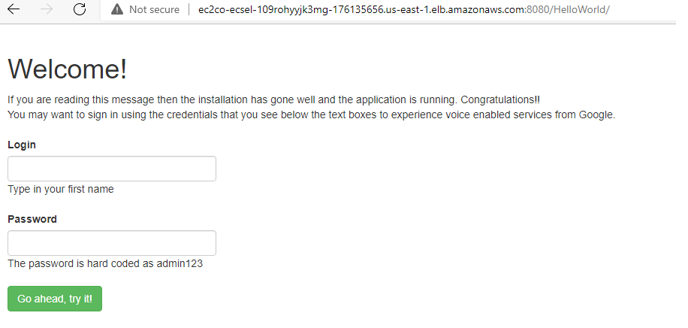 Not secure
ec2co-ecsel-109rohyyjk3mg-176135656.us-east-1.elb.amazonaws.com:8080/HelloWorld/
Welcome!
If you are reading this message then the installation has gone well and the application is running. Congratulations!!
You may want to sign in using the credentials that you see below the text boxes to experience voice enabled services from Google.
Login
Type in your first name
Password
The password is hard coded as admin123
Go ahead, try it!